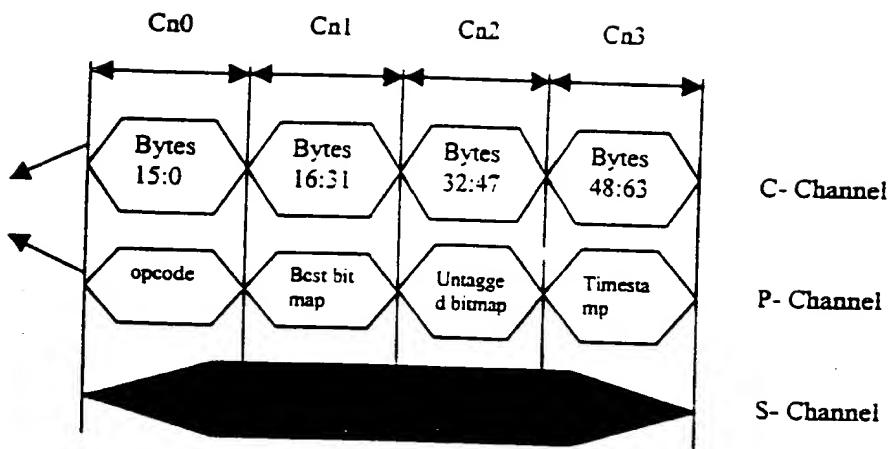 Cn0 Cn1 Cn2 Cn3
Bytes Bytes Bytes Bytes
15:0 16:31 32:47 48:63
C- Channel
opcode Bcst bit Untagge Timesta
map d bitmap mp
P- Channel
S- Channel